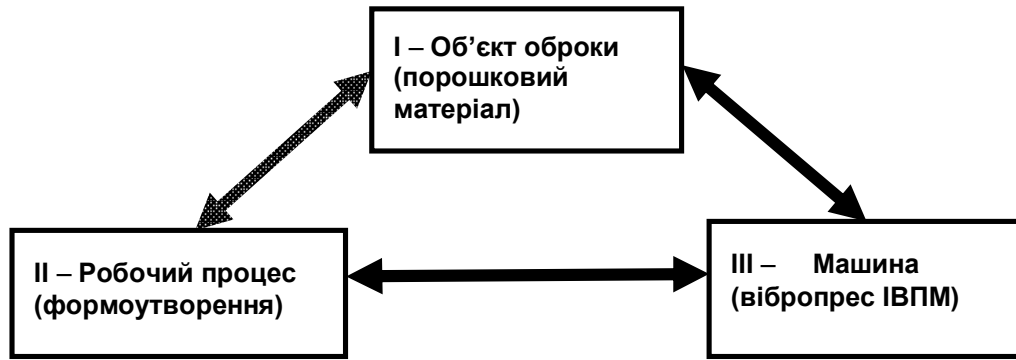 I – Об’єкт оброки
(порошковий
матеріал)
II – Робочий процес
(формоутворення)
III – Машина
(вібропрес ІВПМ)